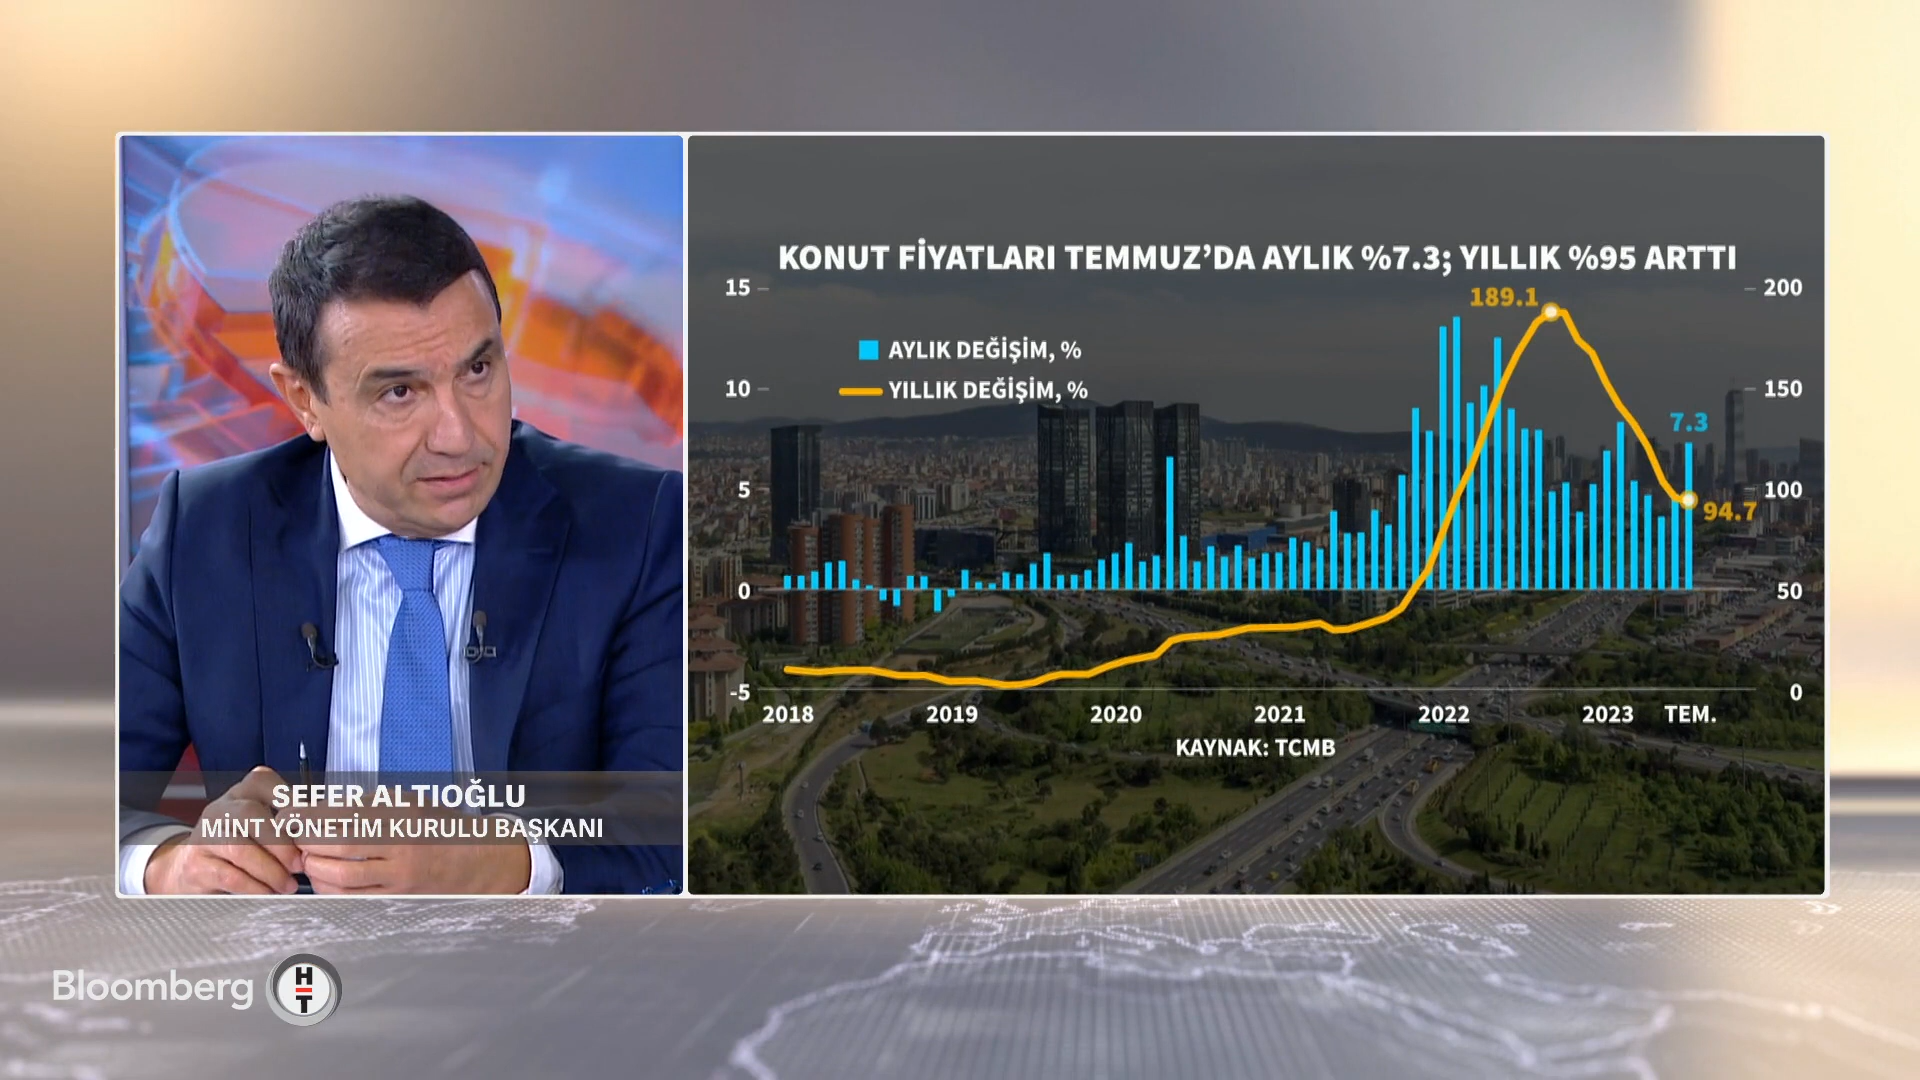 KONUT FİYATLARI TEMMUZ’DA AYLIK %7.3; YILLIK %95 ARTTI
15
10
5
0
-5
200
150
100
50
0
AYLIK DEĞİŞİM, %
YILLIK DEĞİŞİM, %
189.1
7.3
94.7
2018 2019 2020 2021 2022 2023 TEM.
KAYNAK: TCMB
SEFER ALTIOĞLU
MİNT YÖNETİM KURULU BAŞKANI
Bloomberg HT